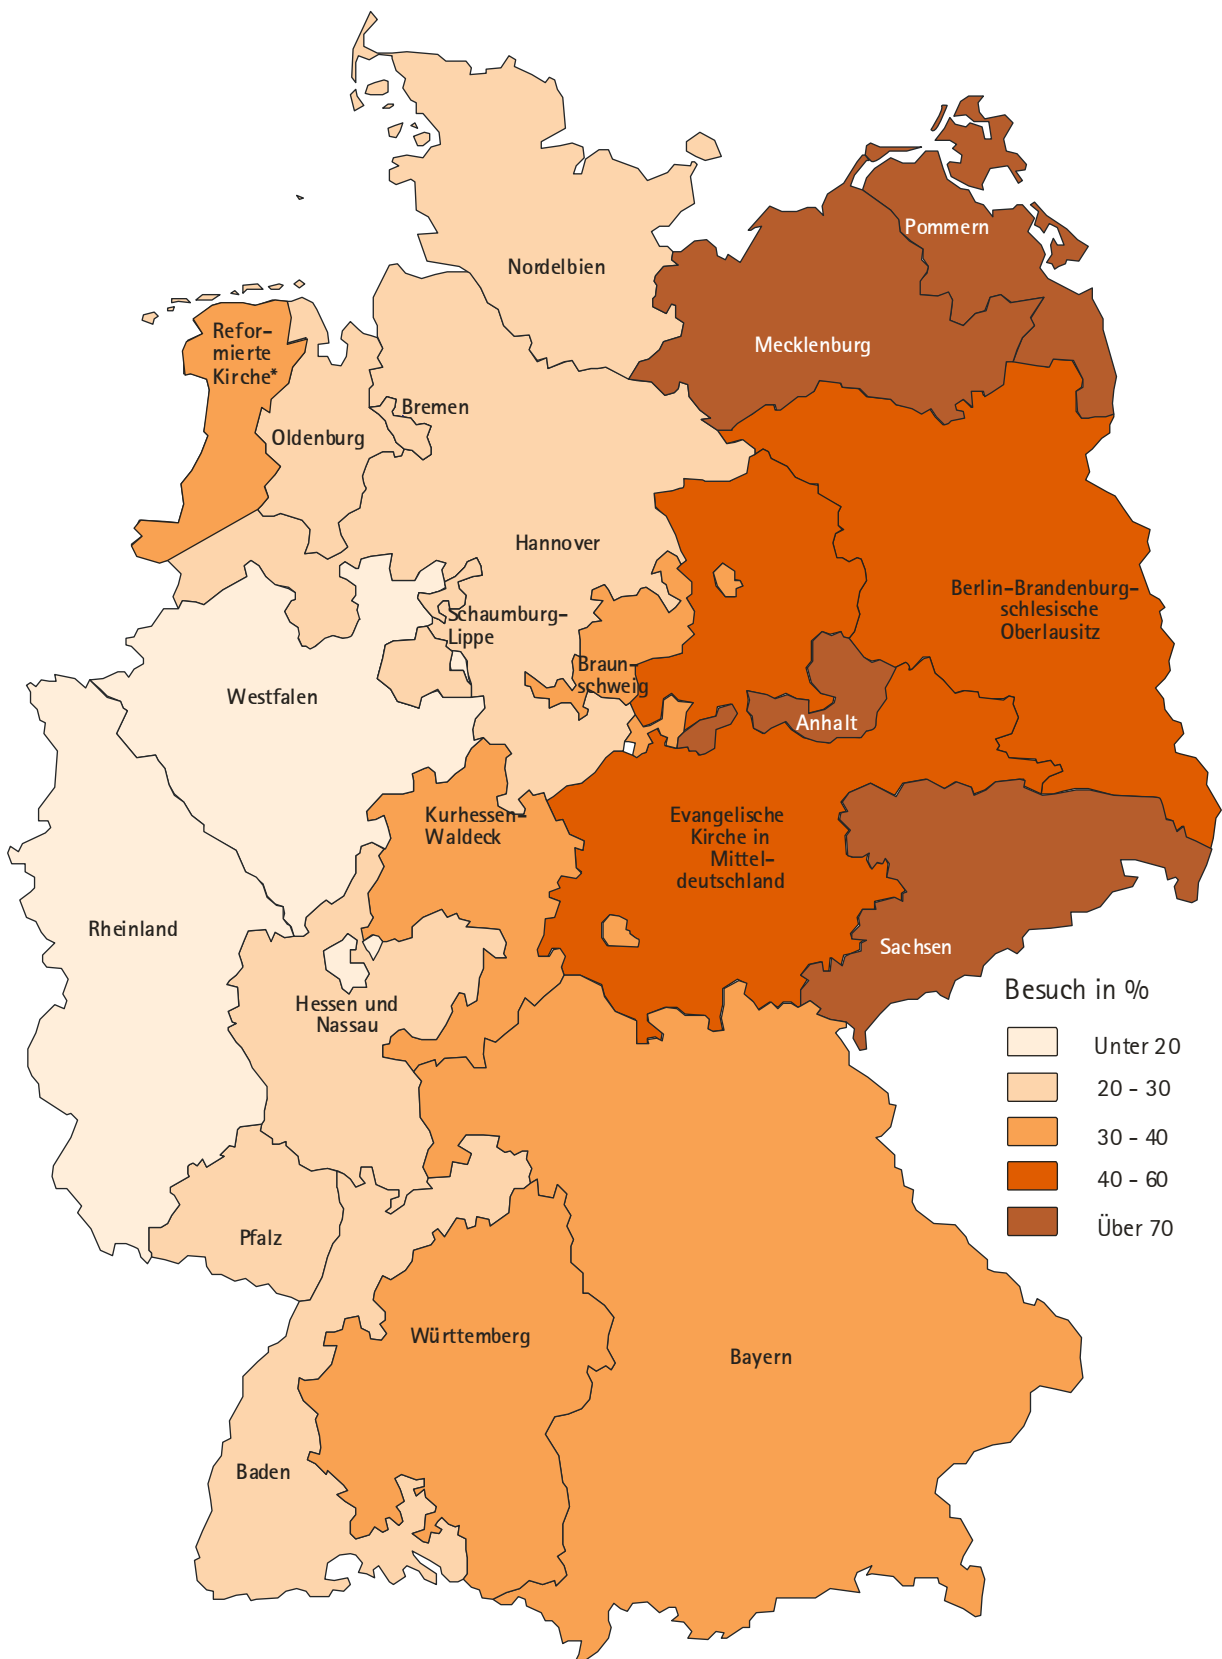 Pommern
Nordelbien
Refor-
mierte
Kirche*
Mecklenburg
Bremen
Oldenburg
Hannover
Berlin-Brandenburg-
schlesische
Oberlausitz
Schaumburg-
Lippe
Braun-
schweig
Westfalen
Anhalt
Kurhessen-
Waldeck
Evangelische
Kirche in
Mittel-
deutschland
Rheinland
Sachsen
Hessen und
Nassau
Besuch in %
Unter 20
20 - 30
30 - 40
40 - 60
Über 70
Pfalz
Württemberg
Bayern
Baden